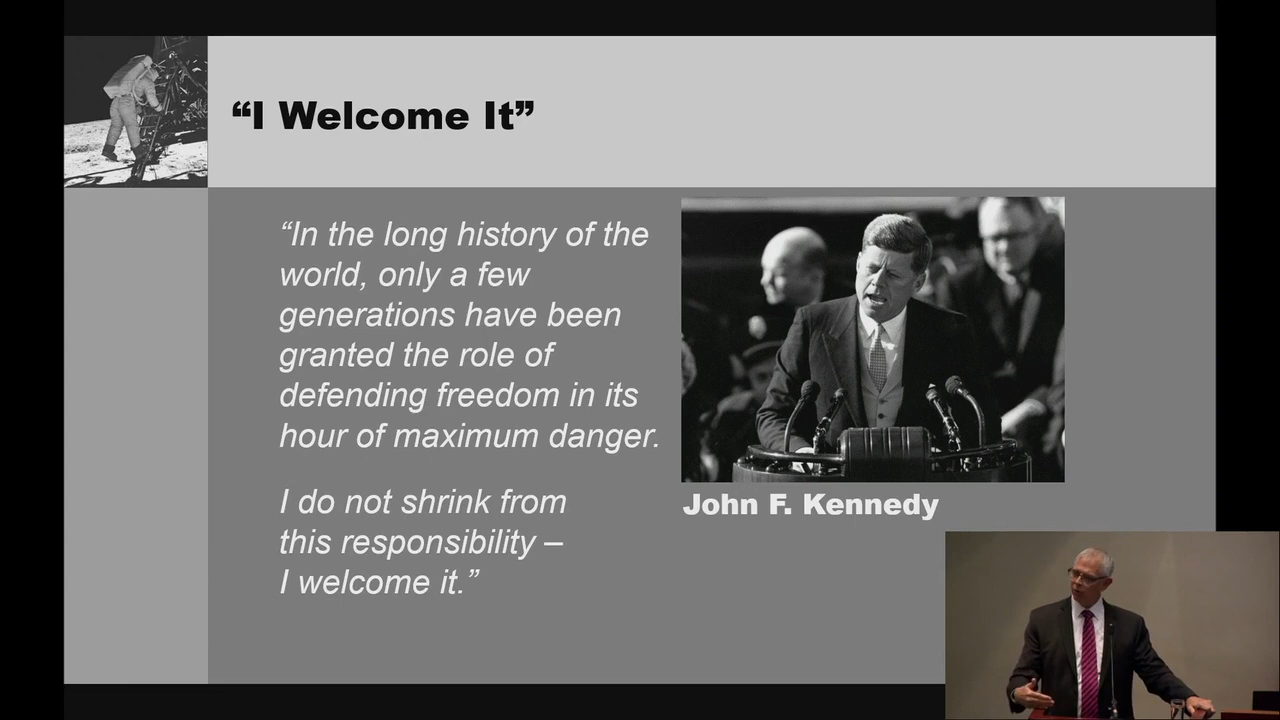 “I Welcome It”
“In the long history of the
world, only a few
generations have been
granted the role of
defending freedom in its
hour of maximum danger.
I do not shrink from
this responsibility –
I welcome it.”
John F. Kennedy